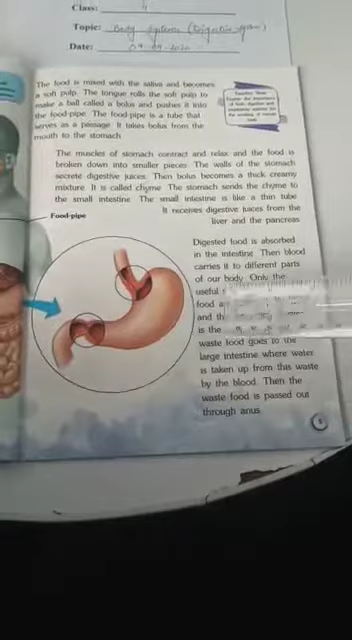 Class: 4
Topic: Body systems (Digestive system)
Date: 09-09-2020
The food is mixed with the saliva and becomes
a soft pulp. The tongue rolls the soft pulp to
make a ball called a bolus and pushes it into
the food-pipe. The food-pipe is a tube that
serves as a passage. It takes bolus from the
mouth to the stomach.
The muscles of stomach contract and relax and the food is
broken down into smaller pieces. The walls of the stomach
secrete digestive juices. Then bolus becomes a thick creamy
mixture. It is called chyme. The stomach sends the chyme to
the small intestine. The small intestine is like a thin tube.
It receives digestive juices from the
liver and the pancreas.
Food-pipe
Digested food is absorbed
in the intestine. Then blood
carries it to different parts
of our body. Only the
useful
food
and
is the
waste food goes to the
large intestine where water
is taken up from this waste
by the blood. Then the
waste food is passed out
through anus.